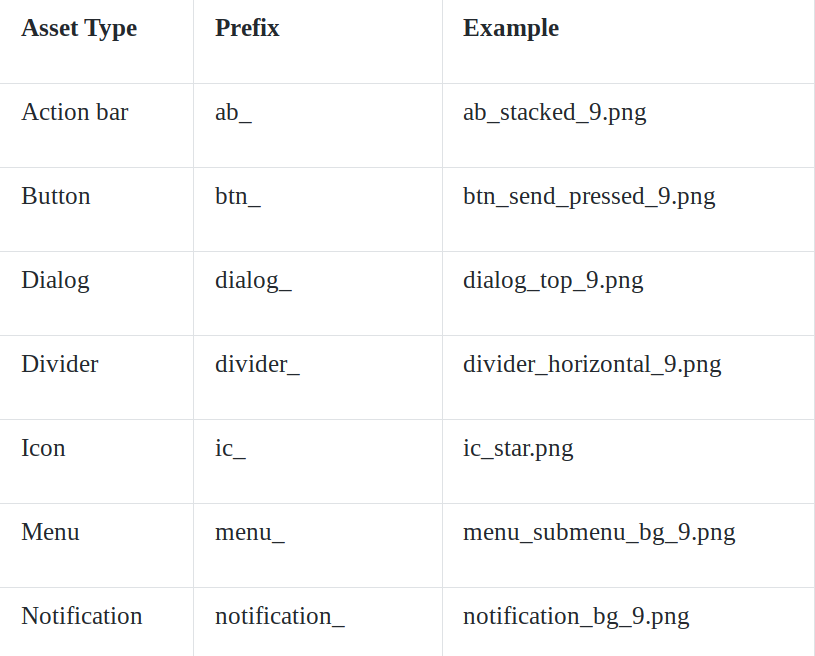 Asset Type Prefix Example
Action bar ab_ ab_stacked_9.png
Button btn_ btn_send_pressed_9.png
Dialog dialog_ dialog_top_9.png
Divider divider_ divider_horizontal_9.png
Icon ic_ ic_star.png
Menu menu_ menu_submenu_bg_9.png
Notification notification_ notification_bg_9.png